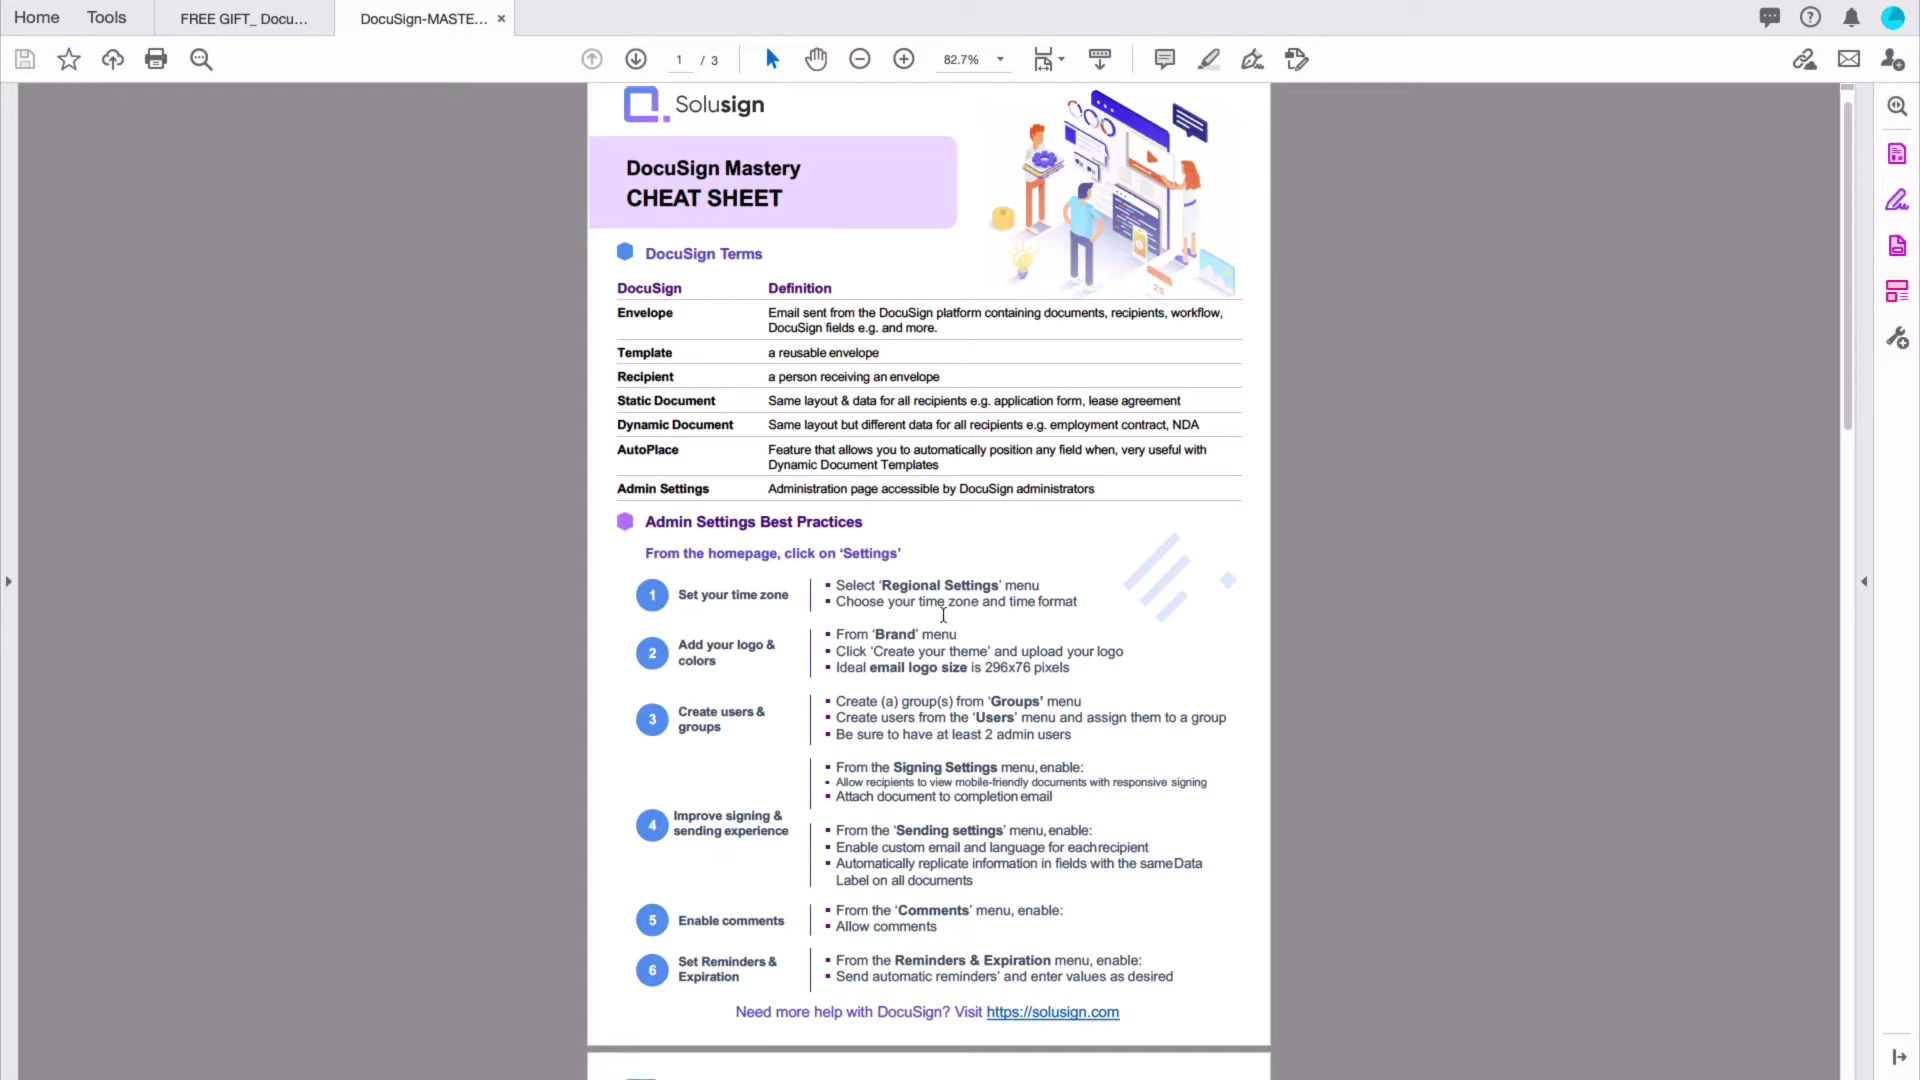 Home Tools FREE GIFT_ Docu... DocuSign-MASTE... ×
1 / 3 82.7%
Solusign
DocuSign Mastery
CHEAT SHEET
DocuSign Terms
DocuSign Definition
Envelope Email sent from the DocuSign platform containing documents, recipients, workflow,
DocuSign fields e.g. and more.
Template a reusable envelope
Recipient a person receiving an envelope
Static Document Same layout & data for all recipients e.g. application form, lease agreement
Dynamic Document Same layout but different data for all recipients e.g. employment contract, NDA
AutoPlace Feature that allows you to automatically position any field when, very useful with
Dynamic Document Templates
Admin Settings Administration page accessible by DocuSign administrators
Admin Settings Best Practices
From the homepage, click on ‘Settings’
1 Set your time zone
▪ Select ‘Regional Settings’ menu
▪ Choose your time zone and time format
2 Add your logo &
colors
▪ From ‘Brand’ menu
▪ Click ‘Create your theme’ and upload your logo
▪ Ideal email logo size is 296x76 pixels
3 Create users &
groups
▪ Create (a) group(s) from ‘Groups’ menu
▪ Create users from the ‘Users’ menu and assign them to a group
▪ Be sure to have at least 2 admin users
4 Improve signing &
sending experience
▪ From the Signing Settings menu, enable:
▪ Allow recipients to view mobile-friendly documents with responsive signing
▪ Attach document to completion email
▪ From the ‘Sending settings’ menu, enable:
▪ Enable custom email and language for each recipient
▪ Automatically replicate information in fields with the same Data
Label on all documents
5 Enable comments
▪ From the ‘Comments’ menu, enable:
▪ Allow comments
6 Set Reminders &
Expiration
▪ From the Reminders & Expiration menu, enable:
▪ Send automatic reminders’ and enter values as desired
Need more help with DocuSign? Visit https://solusign.com